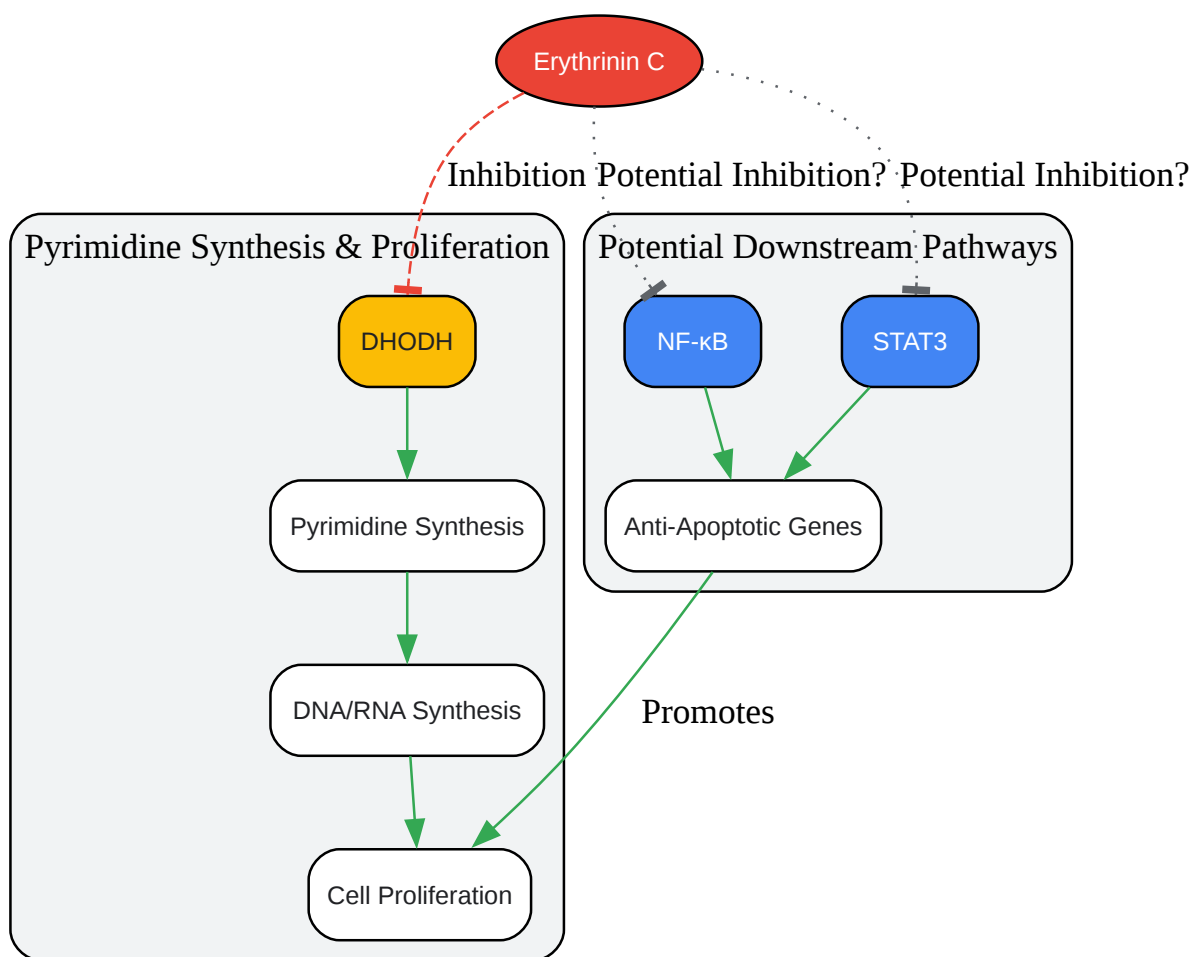 Erythrinin C
Inhibition
Potential Inhibition?
Potential Inhibition?
Pyrimidine Synthesis & Proliferation
Potential Downstream Pathways
DHODH
NF-κB
STAT3
Pyrimidine Synthesis
Anti-Apoptotic Genes
DNA/RNA Synthesis
Promotes
Cell Proliferation